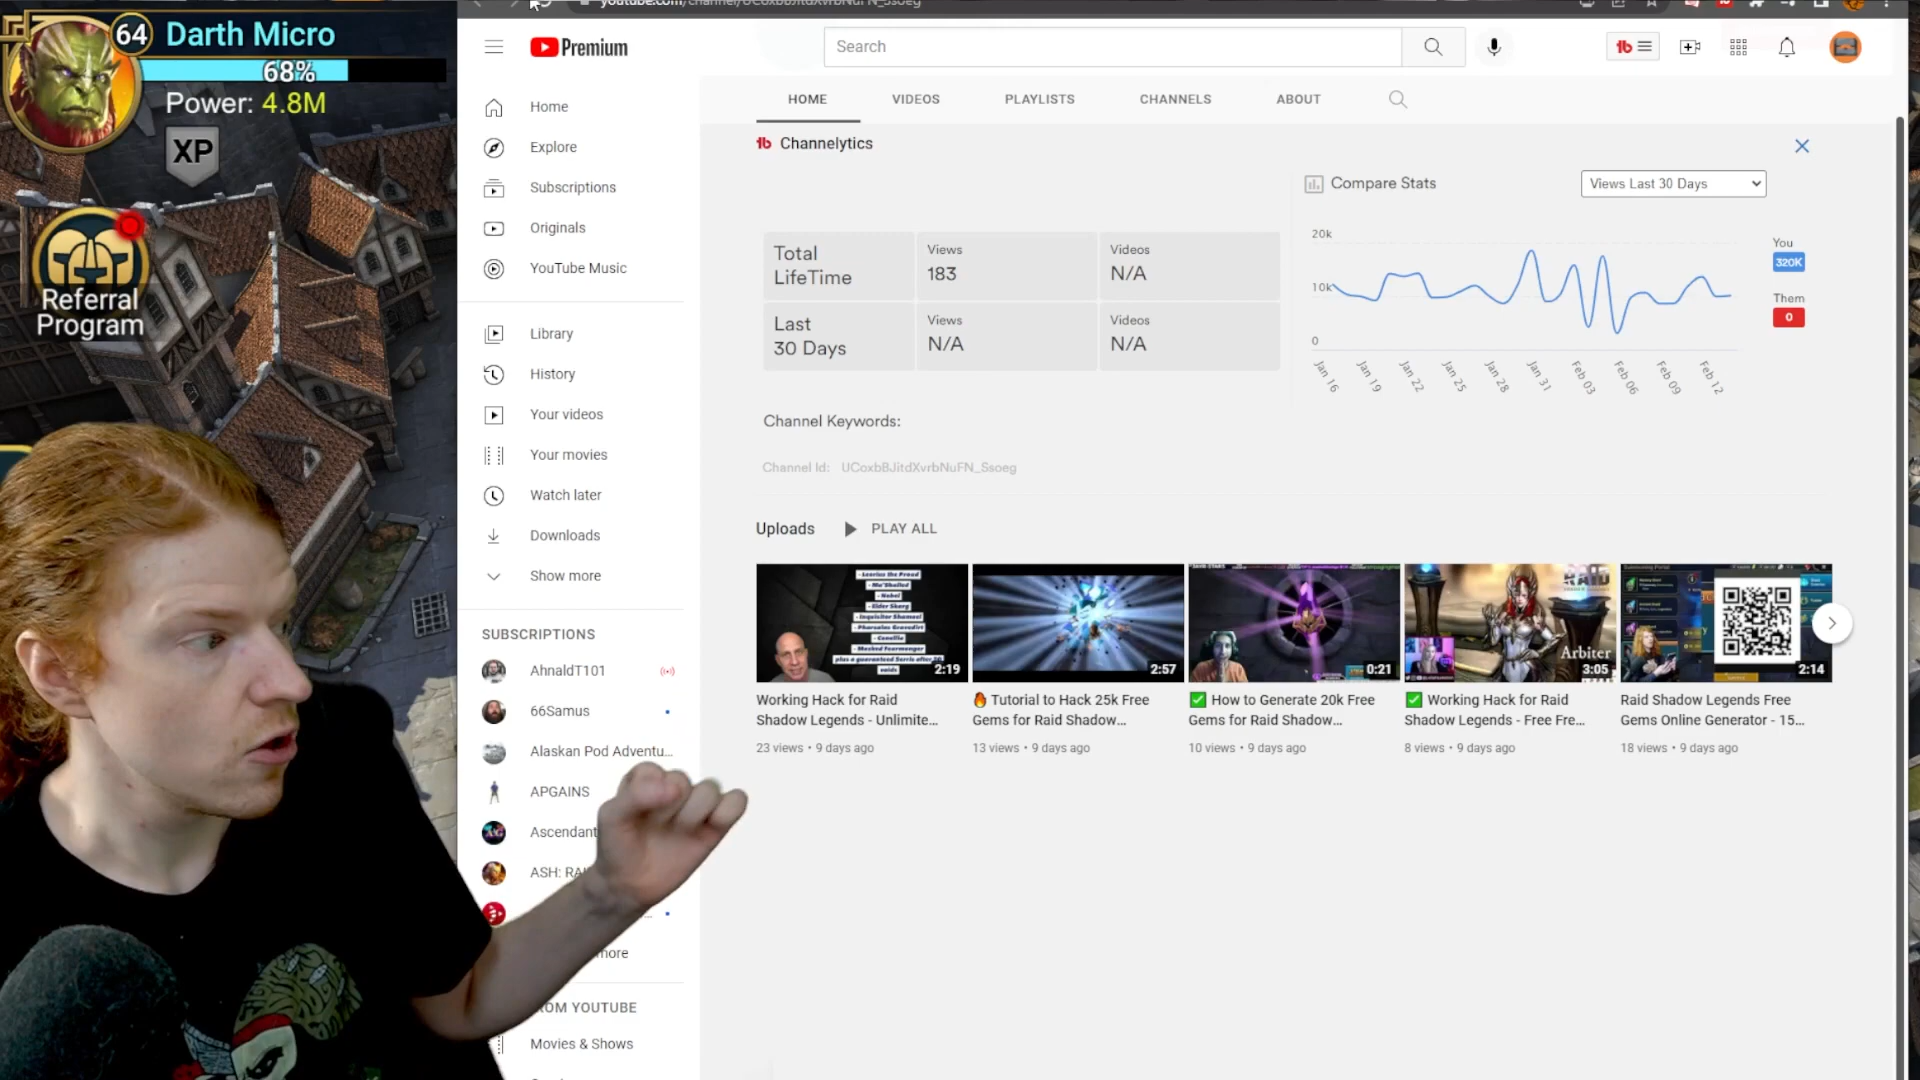 64 Darth Micro
68%
Power: 4.8M
XP
Referral
Program
Premium
Search
HOME
VIDEOS
PLAYLISTS
CHANNELS
ABOUT
Home
Explore
Subscriptions
Originals
YouTube Music
Library
History
Your videos
Your movies
Watch later
Downloads
Show more
SUBSCRIPTIONS
AhnaldT101
66Samus
Alaskan Pod Adventu...
APGAINS
Ascendant
ASH: RAI
more
ROM YOUTUBE
Movies & Shows
Channelytics
Total
LifeTime
Views
183
Videos
N/A
Last
30 Days
Views
N/A
Videos
N/A
Compare Stats
Views Last 30 Days
20k
10k
0
Jan 16
Jan 19
Jan 22
Jan 25
Jan 28
Jan 31
Feb 03
Feb 06
Feb 09
Feb 12
You
320K
Them
0
Channel Keywords:
Channel Id: UCoxbBJitdXvrbNuFN_Ssoeg
Uploads
PLAY ALL
2:19
2:57
0:21
RAID
Arbiter
3:05
2:14
Working Hack for Raid
Shadow Legends - Unlimite...
23 views • 9 days ago
🔥 Tutorial to Hack 25k Free
Gems for Raid Shadow...
13 views • 9 days ago
✅ How to Generate 20k Free
Gems for Raid Shadow...
10 views • 9 days ago
✅ Working Hack for Raid
Shadow Legends - Free Fre...
8 views • 9 days ago
Raid Shadow Legends Free
Gems Online Generator - 15...
18 views • 9 days ago